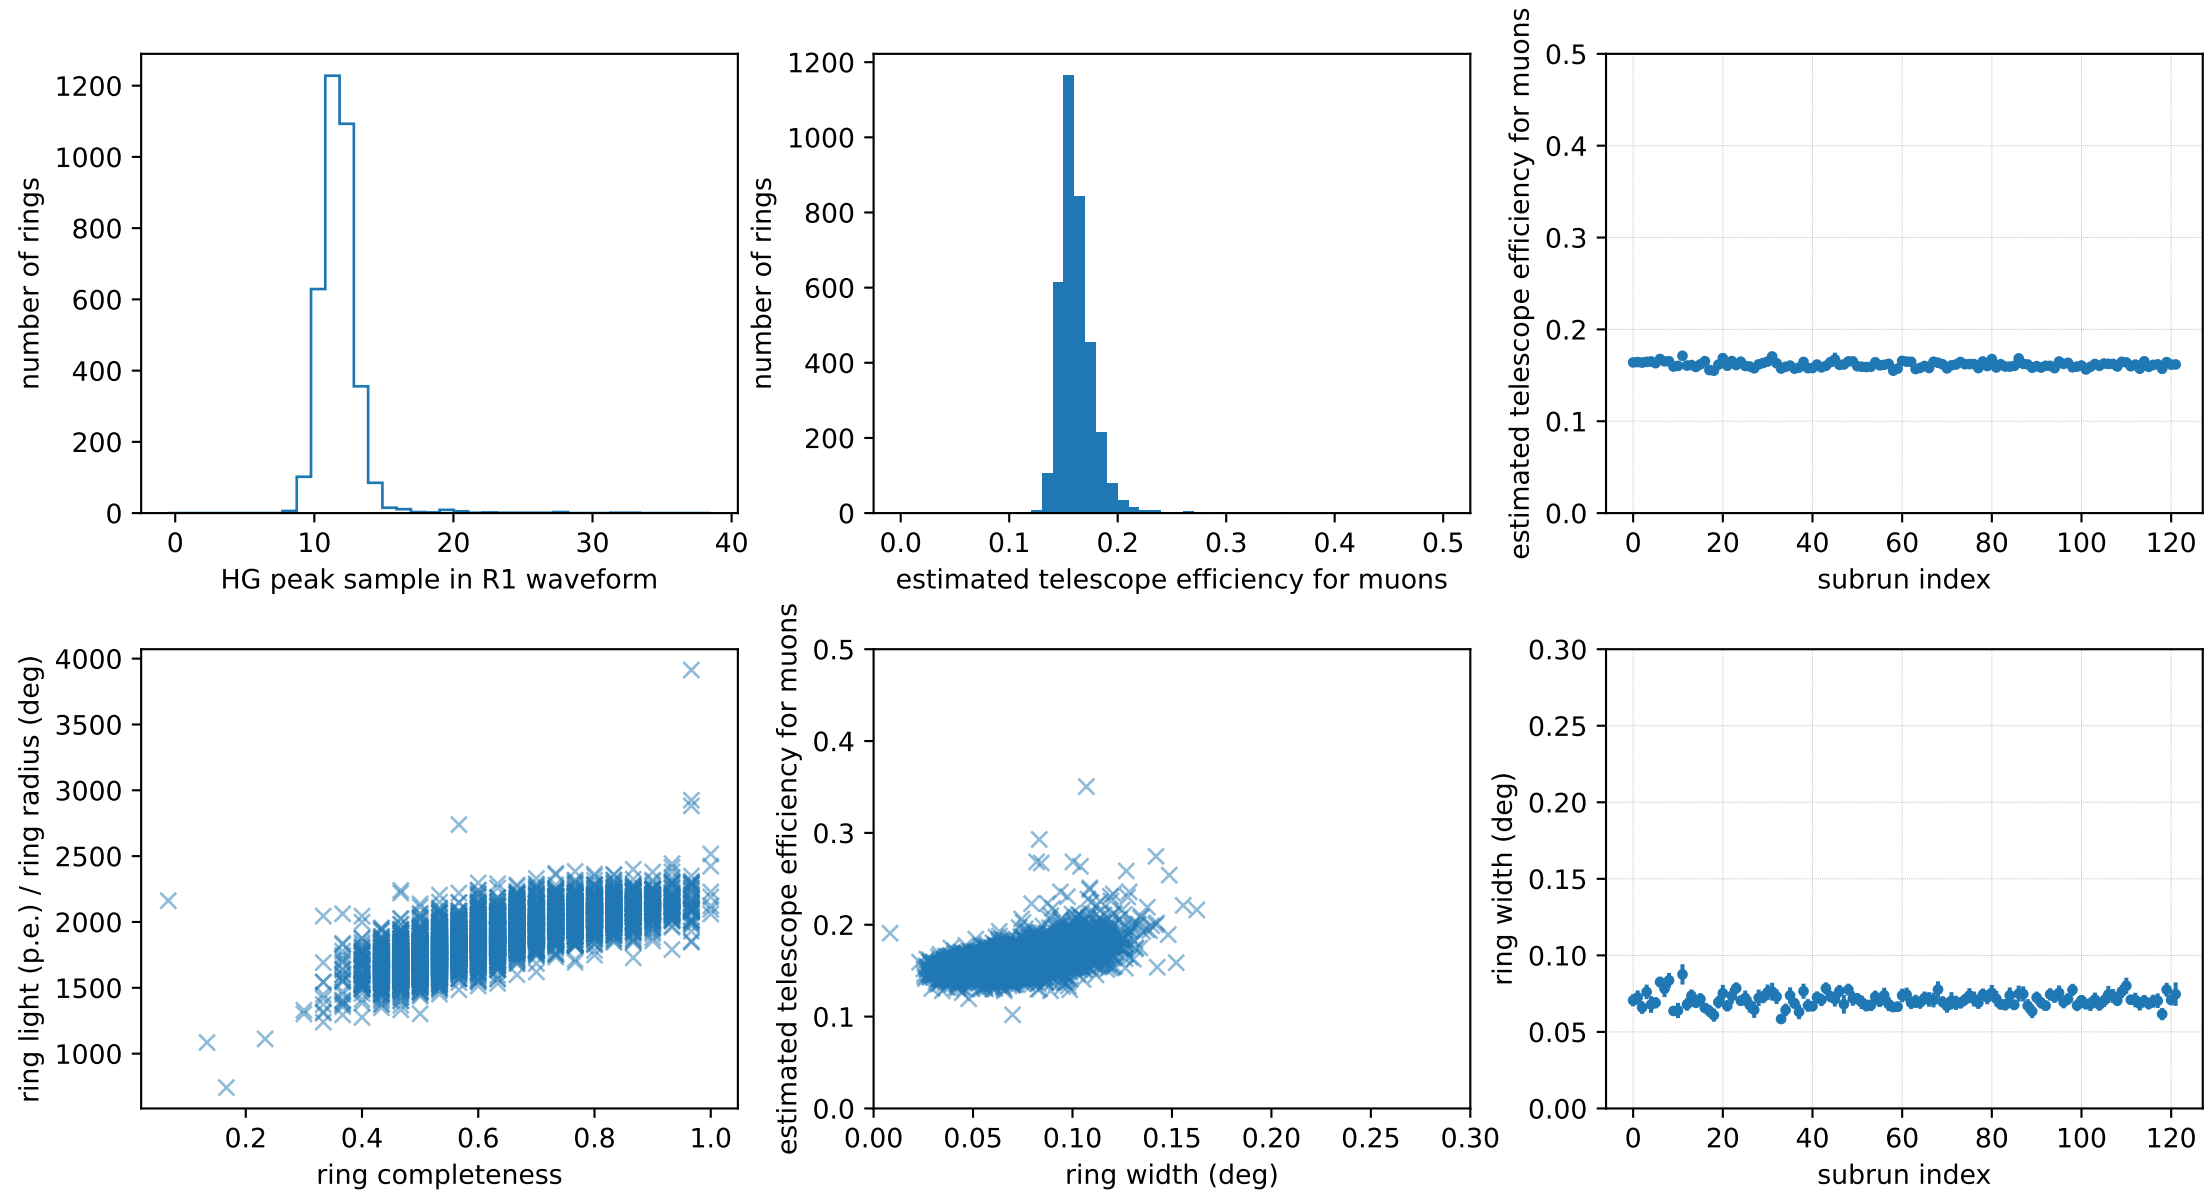 1200
1000
800
600
400
200
0
number of rings
0 10 20 30 40
HG peak sample in R1 waveform
1200
1000
800
600
400
200
0
number of rings
0.0 0.1 0.2 0.3 0.4 0.5
estimated telescope efficiency for muons
0.5
0.4
0.3
0.2
0.1
0.0
estimated telescope efficiency for muons
0 20 40 60 80 100 120
subrun index
4000
3500
3000
2500
2000
1500
1000
ring light (p.e.) / ring radius (deg)
0.2 0.4 0.6 0.8 1.0
ring completeness
0.5
0.4
0.3
0.2
0.1
0.0
estimated telescope efficiency for muons
0.00 0.05 0.10 0.15 0.20 0.25 0.30
ring width (deg)
0.30
0.25
0.20
0.15
0.10
0.05
0.00
ring width (deg)
0 20 40 60 80 100 120
subrun index